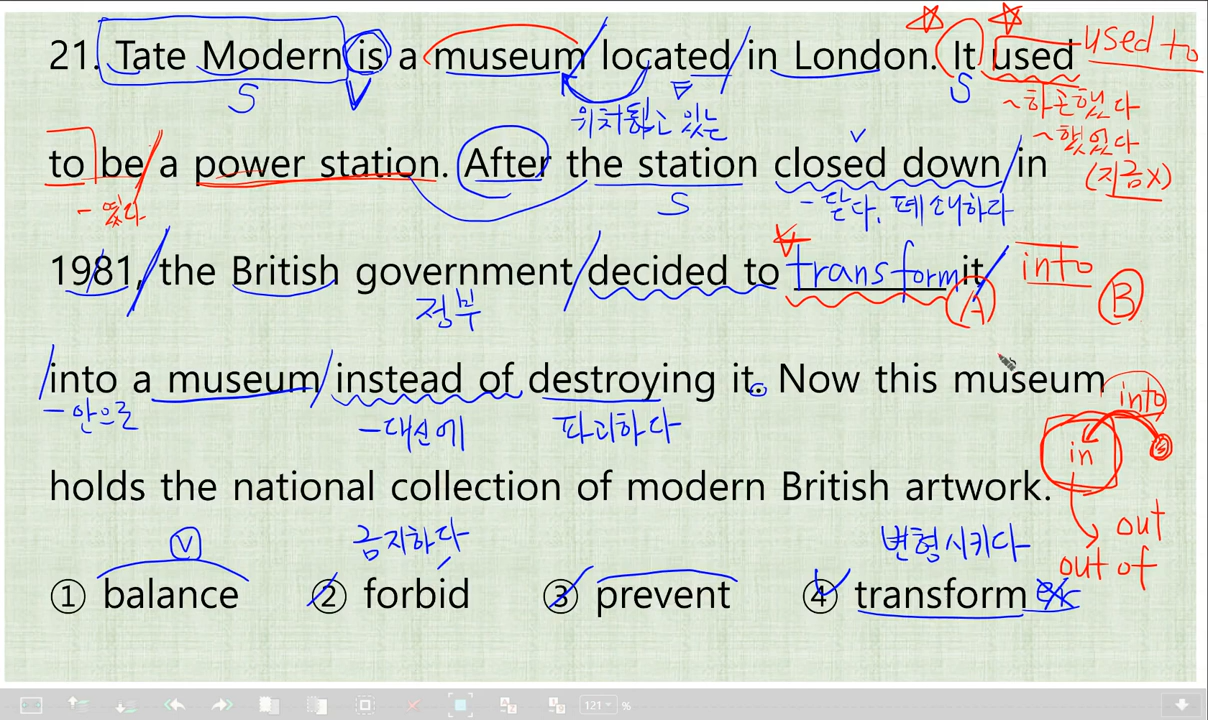 21. Tate Modern is a museum located in London. It used used to
S 위치하고 있는 S ~하곤했다
~했었다
to be a power station. After the station closed down in (지금X)
-였다 S v -닫다, 폐쇄하다
1981, the British government decided to transform it into
정부 A B
into a museum instead of destroying it. Now this museum into
-안으로 -대신에 파괴하다 in
holds the national collection of modern British artwork.
out
v 금지하다 변형시키다 out of
① balance ② forbid ③ prevent ④ transform
121 %